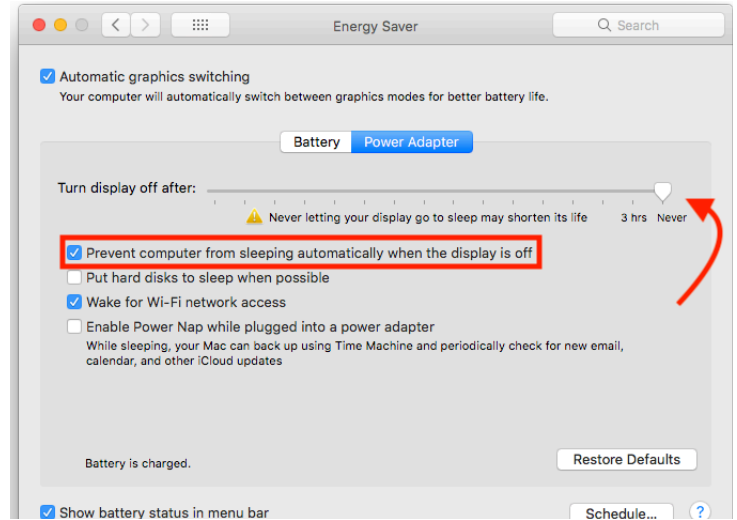 Energy Saver
Search
Automatic graphics switching
Your computer will automatically switch between graphics modes for better battery life.
Battery Power Adapter
Turn display off after:
Never letting your display go to sleep may shorten its life 3 hrs Never
Prevent computer from sleeping automatically when the display is off
Put hard disks to sleep when possible
Wake for Wi-Fi network access
Enable Power Nap while plugged into a power adapter
While sleeping, your Mac can back up using Time Machine and periodically check for new email,
calendar, and other iCloud updates
Battery is charged.
Restore Defaults
Show battery status in menu bar
Schedule...
?